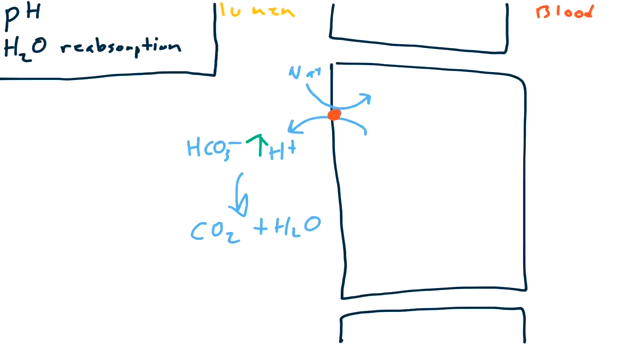 pH
H₂O reabsorption
lumen
Blood
Na+
HCO₃⁻ ↑H⁺
CO₂ + H₂O